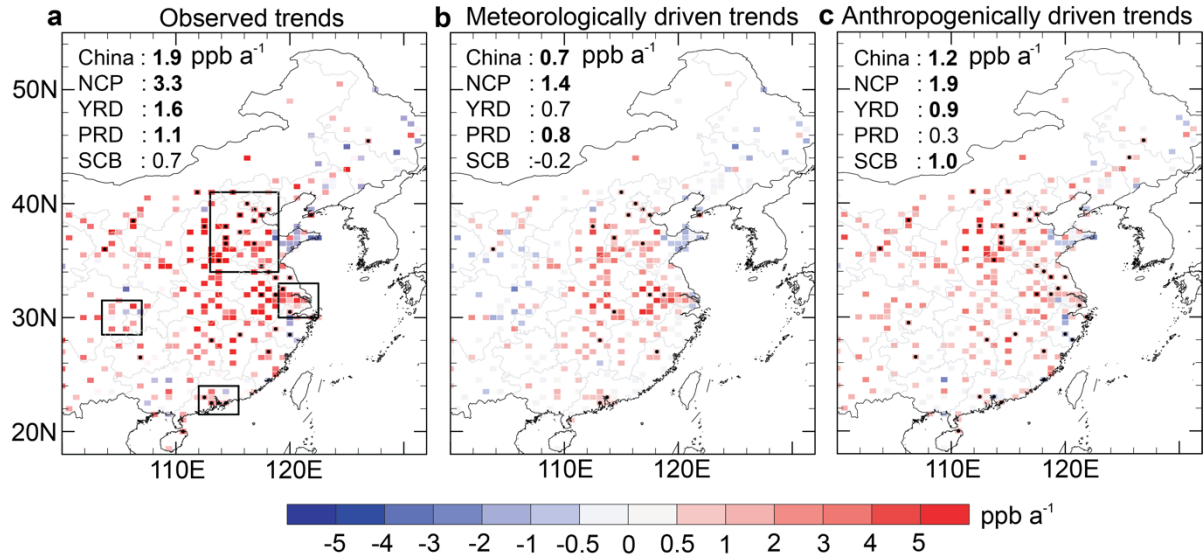 a Observed trends
China : 1.9 ppb a⁻¹
NCP : 3.3
YRD : 1.6
PRD : 1.1
SCB : 0.7
50N
40N
30N
20N
110E 120E
b Meteorologically driven trends
China : 0.7 ppb a⁻¹
NCP : 1.4
YRD : 0.7
PRD : 0.8
SCB :-0.2
110E 120E
c Anthropogenically driven trends
China : 1.2 ppb a⁻¹
NCP : 1.9
YRD : 0.9
PRD : 0.3
SCB : 1.0
110E 120E
-5 -4 -3 -2 -1 -0.5 0 0.5 1 2 3 4 5 ppb a⁻¹